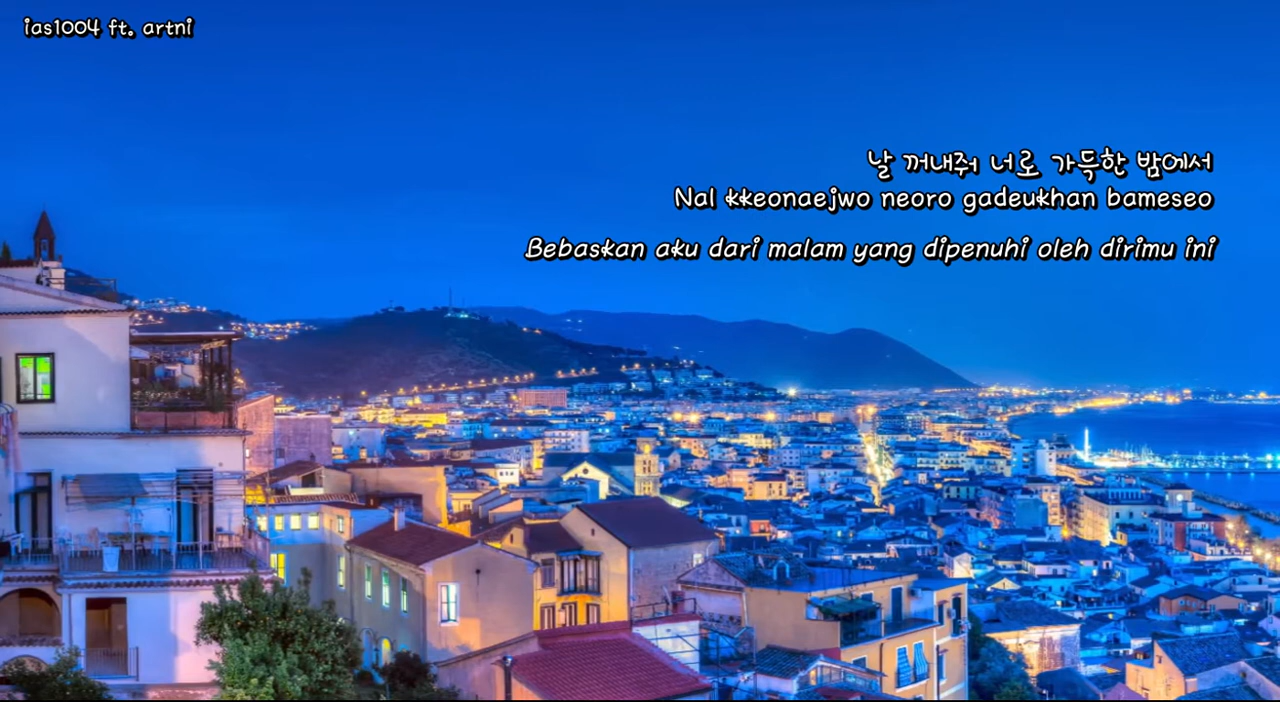 ias1004 ft. artni
날 꺼내줘 너로 가득한 밤에서
Nal kkeonaejwo neoro gadeukhan bameseo
Bebaskan aku dari malam yang dipenuhi oleh dirimu ini